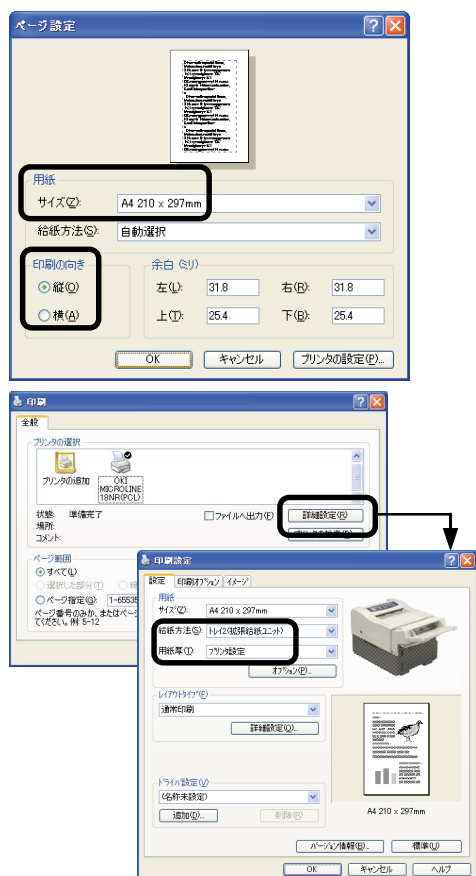 ページ設定
用紙
サイズ(Z): A4 210 x 297mm
給紙方法(S): 自動選択
印刷の向き
縦(O)
横(A)
余白 (ミリ)
左(L): 31.8 右(R): 31.8
上(T): 25.4 下(B): 25.4
OK キャンセル プリンタの設定(P)...
印刷
全般
プリンタの選択
プリンタの追加
OKI
MICROLINE
18NR(PCL)
状態: 準備完了
場所:
コメント:
ファイルへ出力(F)
詳細設定(R)
ページ範囲
すべて(L)
選択した部分(T)
ページ指定(G): 1-65535
ページ番号のみか、またはペー
てください。例: 5-12
印刷設定
設定 印刷オプション イメージ
用紙
サイズ(Z): A4 210 x 297mm
給紙方法(S): トレイ2(拡張給紙ユニット)
用紙厚(T): プリンタ設定
オプション(P)...
レイアウトタイプ(F)
通常印刷
詳細設定(O)...
ドライバ設定(V)
(名称未設定)
追加(D)... 削除(R)
A4 210 x 297mm
バージョン情報(B)... 標準(U)
OK キャンセル ヘルプ